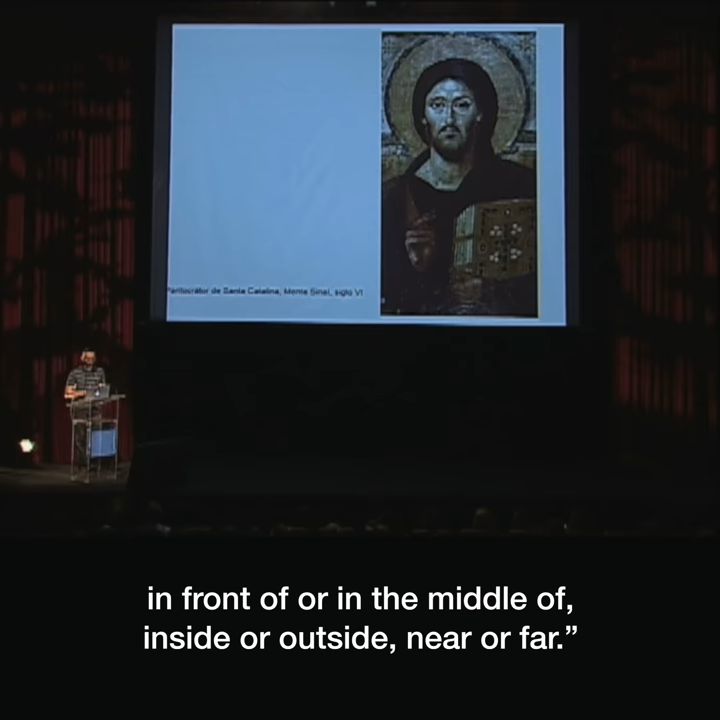 Pantocrátor de Santa Catalina, Monte Sinaí, siglo VI
in front of or in the middle of,
inside or outside, near or far.”